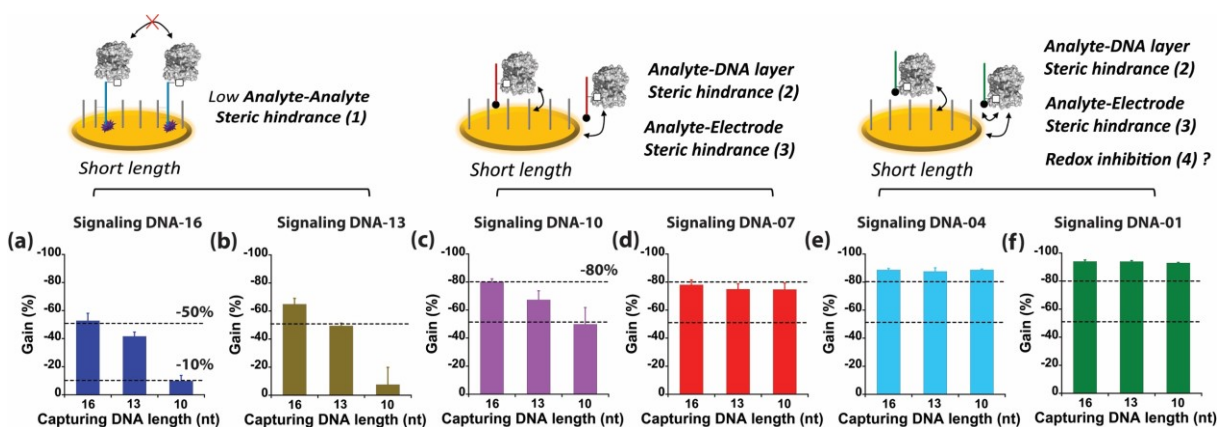 Low Analyte-Analyte
Steric hindrance (1)
Short length
Analyte-DNA layer
Steric hindrance (2)
Analyte-Electrode
Steric hindrance (3)
Short length
Analyte-DNA layer
Steric hindrance (2)
Analyte-Electrode
Steric hindrance (3)
Redox inhibition (4) ?
Short length
(a)
Signaling DNA-16
Gain (%)
-100
-80
-60
-40
-20
0
-50%
-10%
16 13 10
Capturing DNA length (nt)
(b)
Signaling DNA-13
Gain (%)
-100
-80
-60
-40
-20
0
16 13 10
Capturing DNA length (nt)
(c)
Signaling DNA-10
Gain (%)
-100
-80
-60
-40
-20
0
-80%
16 13 10
Capturing DNA length (nt)
(d)
Signaling DNA-07
Gain (%)
-100
-80
-60
-40
-20
0
16 13 10
Capturing DNA length (nt)
(e)
Signaling DNA-04
Gain (%)
-100
-80
-60
-40
-20
0
16 13 10
Capturing DNA length (nt)
(f)
Signaling DNA-01
Gain (%)
-100
-80
-60
-40
-20
0
16 13 10
Capturing DNA length (nt)